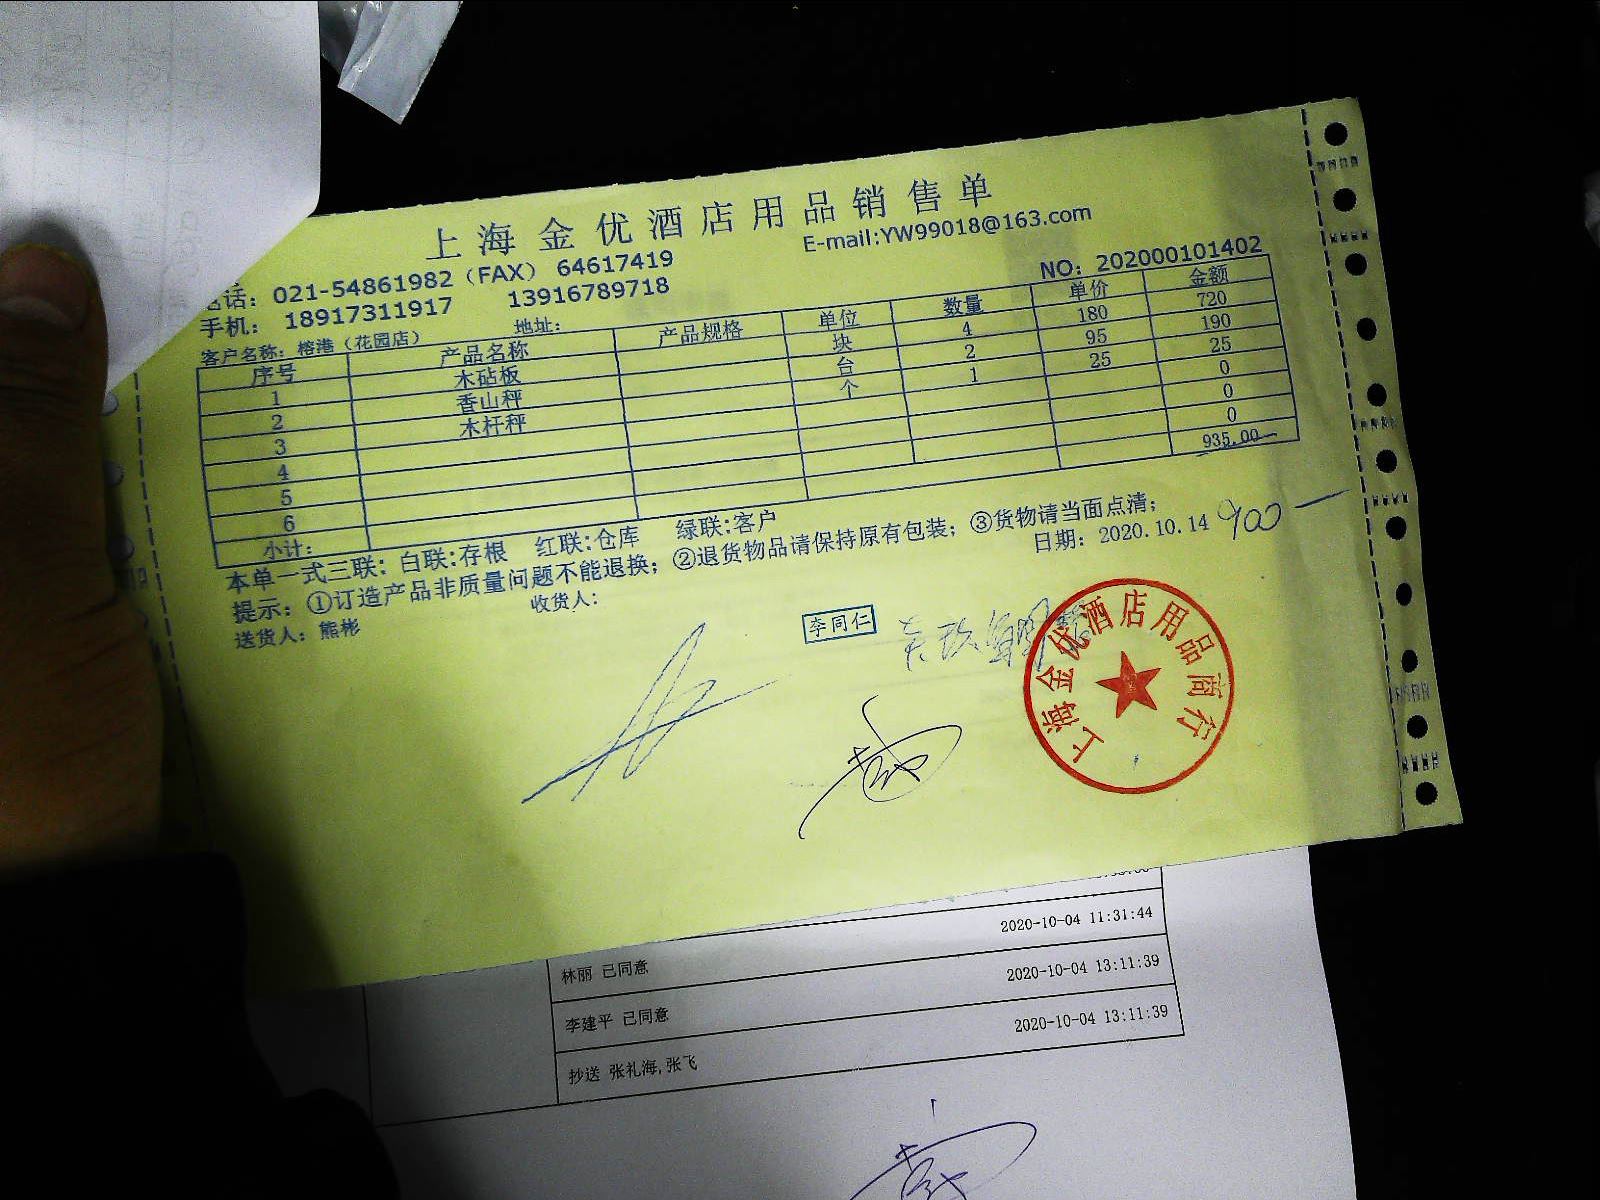 上海金优酒店用品销售单
电话：021-54861982（FAX） 64617419
E-mail:YW99018@163.com
手机： 18917311917 13916789718
NO：202000101402
客户名称：榕港（花园店） 地址：
序号 产品名称 产品规格 单位 数量 单价 金额
1 木砧板 块 4 180 720
2 香山秤 台 2 95 190
3 木杆秤 个 1 25 25
4 0
5 0
6 0
小计： 935.00
900—
本单一式三联：白联:存根 红联:仓库 绿联:客户
提示：①订造产品非质量问题不能退换；②退货物品请保持原有包装；③货物请当面点清；
送货人：熊彬 收货人： 日期：2020.10.14
李同仁
上海金优酒店用品商行
2020-10-04 11:31:44
林丽 已同意
2020-10-04 13:11:39
李建平 已同意
2020-10-04 13:11:39
抄送 张礼海,张飞